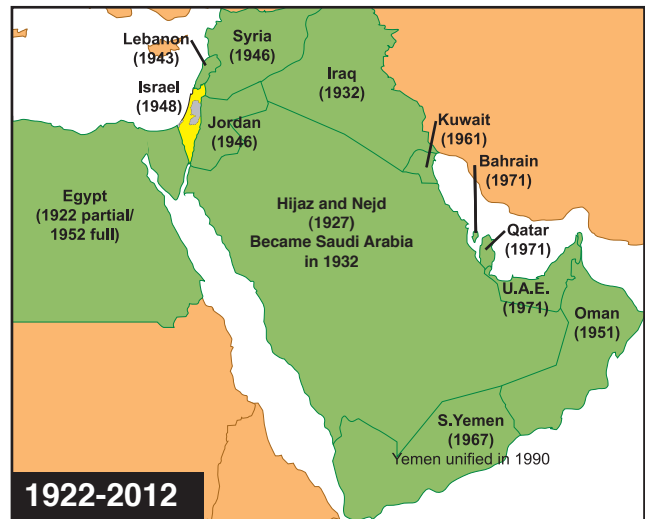 Lebanon
(1943)
Syria
(1946)
Iraq
(1932)
Israel
(1948)
Jordan
(1946)
Kuwait
(1961)
Bahrain
(1971)
Egypt
(1922 partial/
1952 full)
Hijaz and Nejd
(1927)
Became Saudi Arabia
in 1932
Qatar
(1971)
U.A.E.
(1971)
Oman
(1951)
S.Yemen
(1967)
Yemen unified in 1990
1922-2012